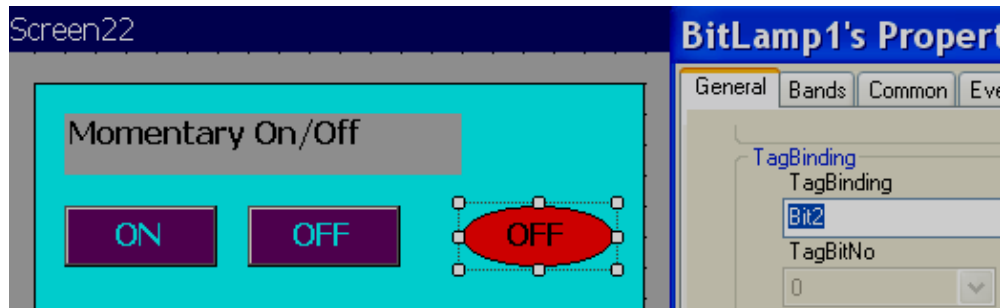 Screen22
Momentary On/Off
ON OFF OFF
BitLamp1's Propert
General Bands Common Eve
TagBinding
TagBinding
Bit2
TagBitNo
0